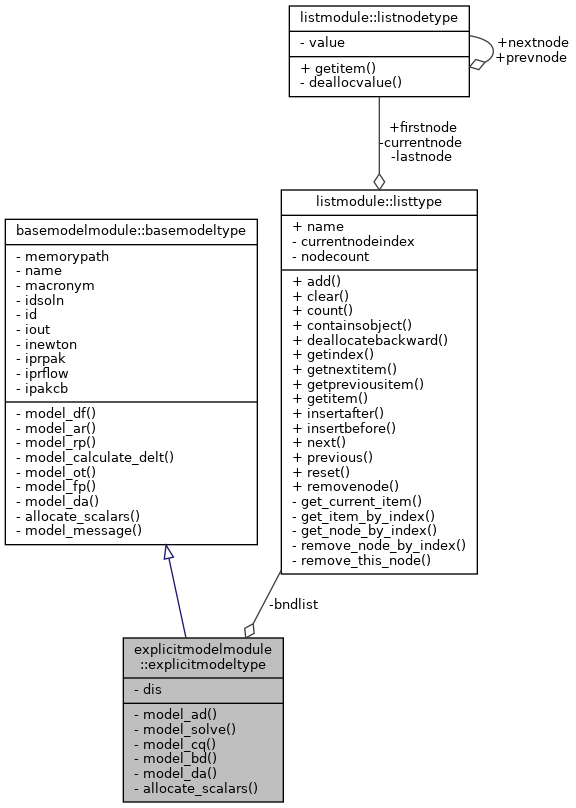 listmodule::listnodetype
- value
+ getitem()
- deallocvalue()
+nextnode
+prevnode
+firstnode
-currentnode
-lastnode
listmodule::listtype
+ name
- currentnodeindex
- nodecount
+ add()
+ clear()
+ count()
+ containsobject()
+ deallocatebackward()
+ getindex()
+ getnextitem()
+ getpreviousitem()
+ getitem()
+ insertafter()
+ insertbefore()
+ next()
+ previous()
+ reset()
+ removenode()
- get_current_item()
- get_item_by_index()
- get_node_by_index()
- remove_node_by_index()
- remove_this_node()
basemodelmodule::basemodeltype
- memorypath
- name
- macronym
- idsoln
- id
- iout
- inewton
- iprpak
- iprflow
- ipakcb
- model_df()
- model_ar()
- model_rp()
- model_calculate_delt()
- model_ot()
- model_fp()
- model_da()
- allocate_scalars()
- model_message()
-bndlist
explicitmodelmodule
::explicitmodeltype
- dis
- model_ad()
- model_solve()
- model_cq()
- model_bd()
- model_da()
- allocate_scalars()